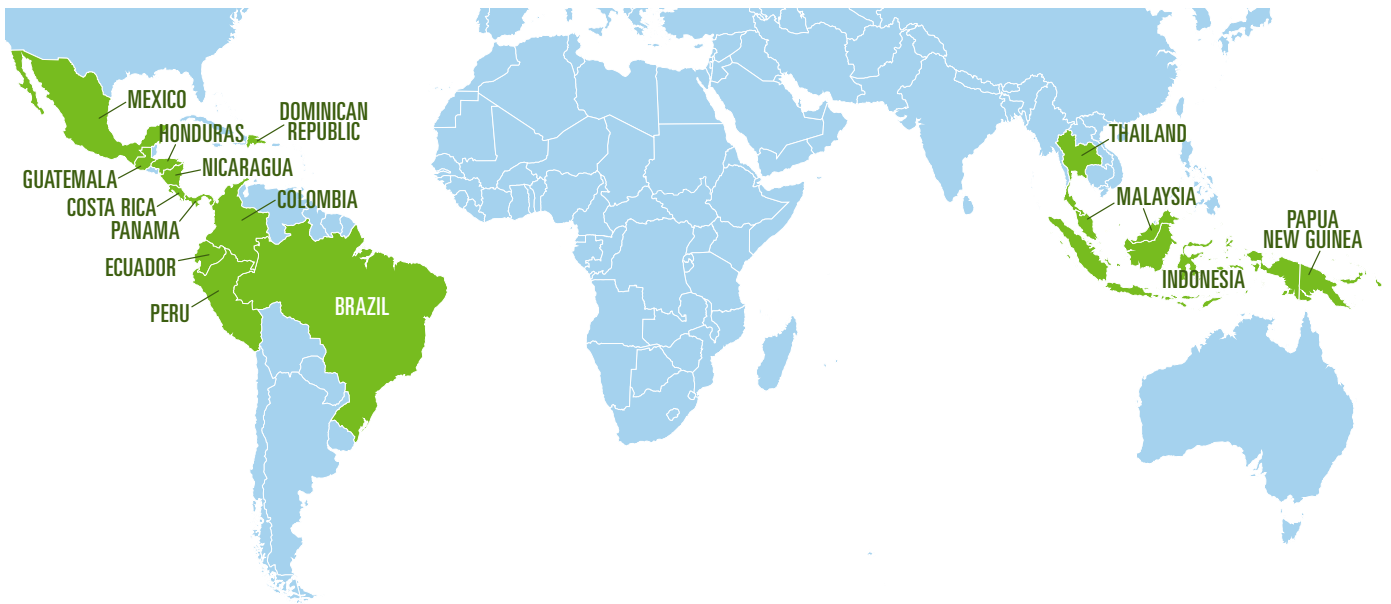 MEXICO
DOMINICAN
REPUBLIC
HONDURAS
NICARAGUA
GUATEMALA
COSTA RICA
PANAMA
COLOMBIA
ECUADOR
PERU
BRAZIL
THAILAND
MALAYSIA
PAPUA
NEW GUINEA
INDONESIA